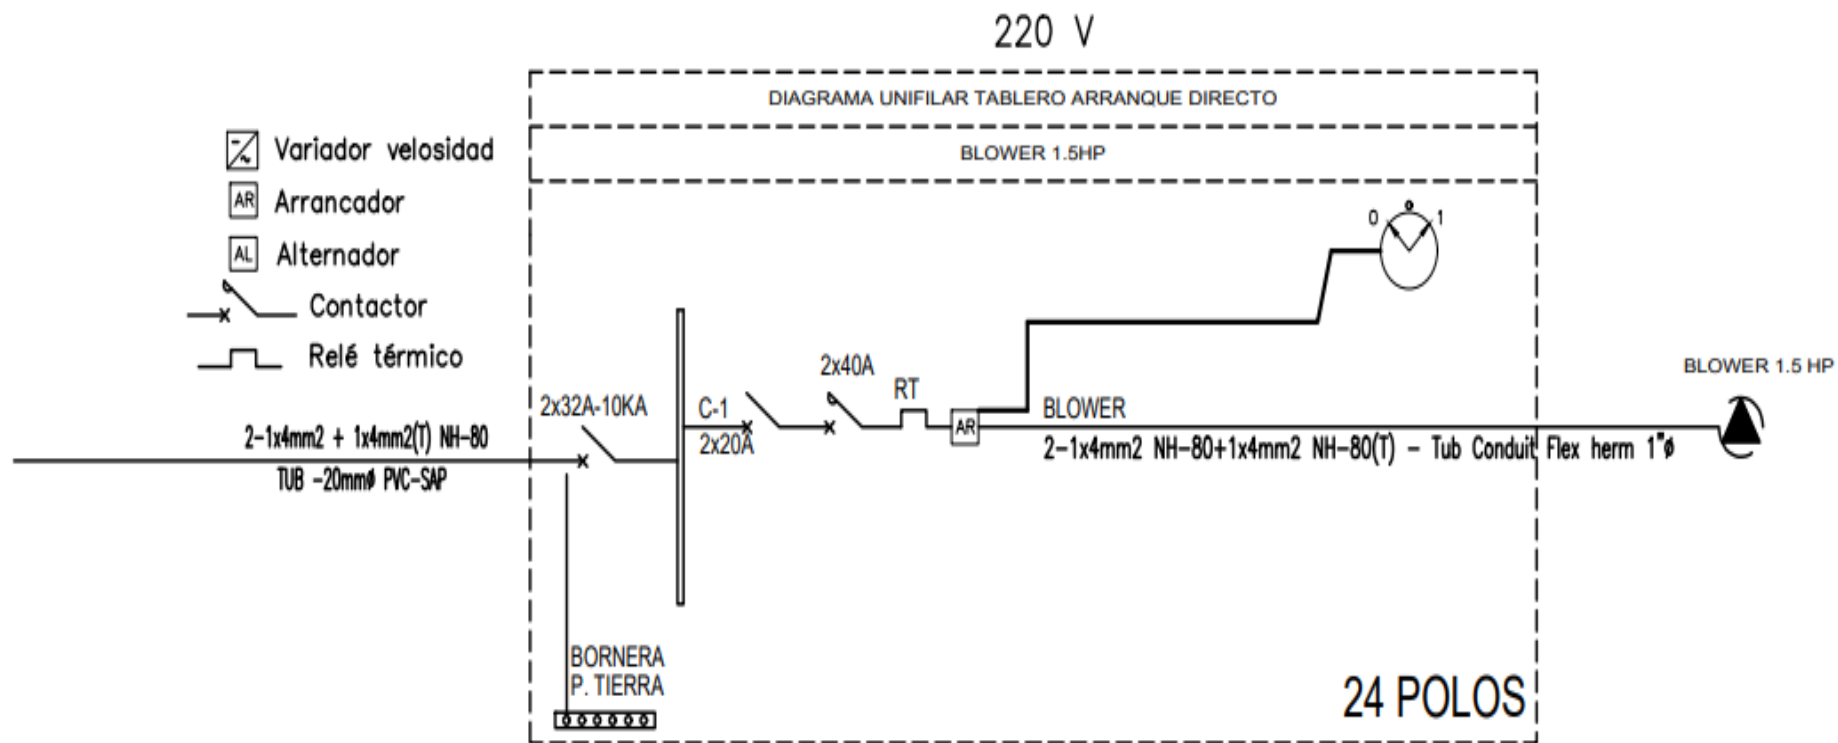 220 V
DIAGRAMA UNIFILAR TABLERO ARRANQUE DIRECTO
BLOWER 1.5HP
Variador velosidad
AR Arrancador
AL Alternador
Contactor
Relé térmico
0 0 1
2x32A-10KA
2-1x4mm2 + 1x4mm2(T) NH-80
TUB -20mmø PVC-SAP
C-1
2x20A
2x40A
RT
AR
BLOWER
2-1x4mm2 NH-80+1x4mm2 NH-80(T) - Tub Conduit Flex herm 1"ø
BLOWER 1.5 HP
BORNERA
P. TIERRA
24 POLOS